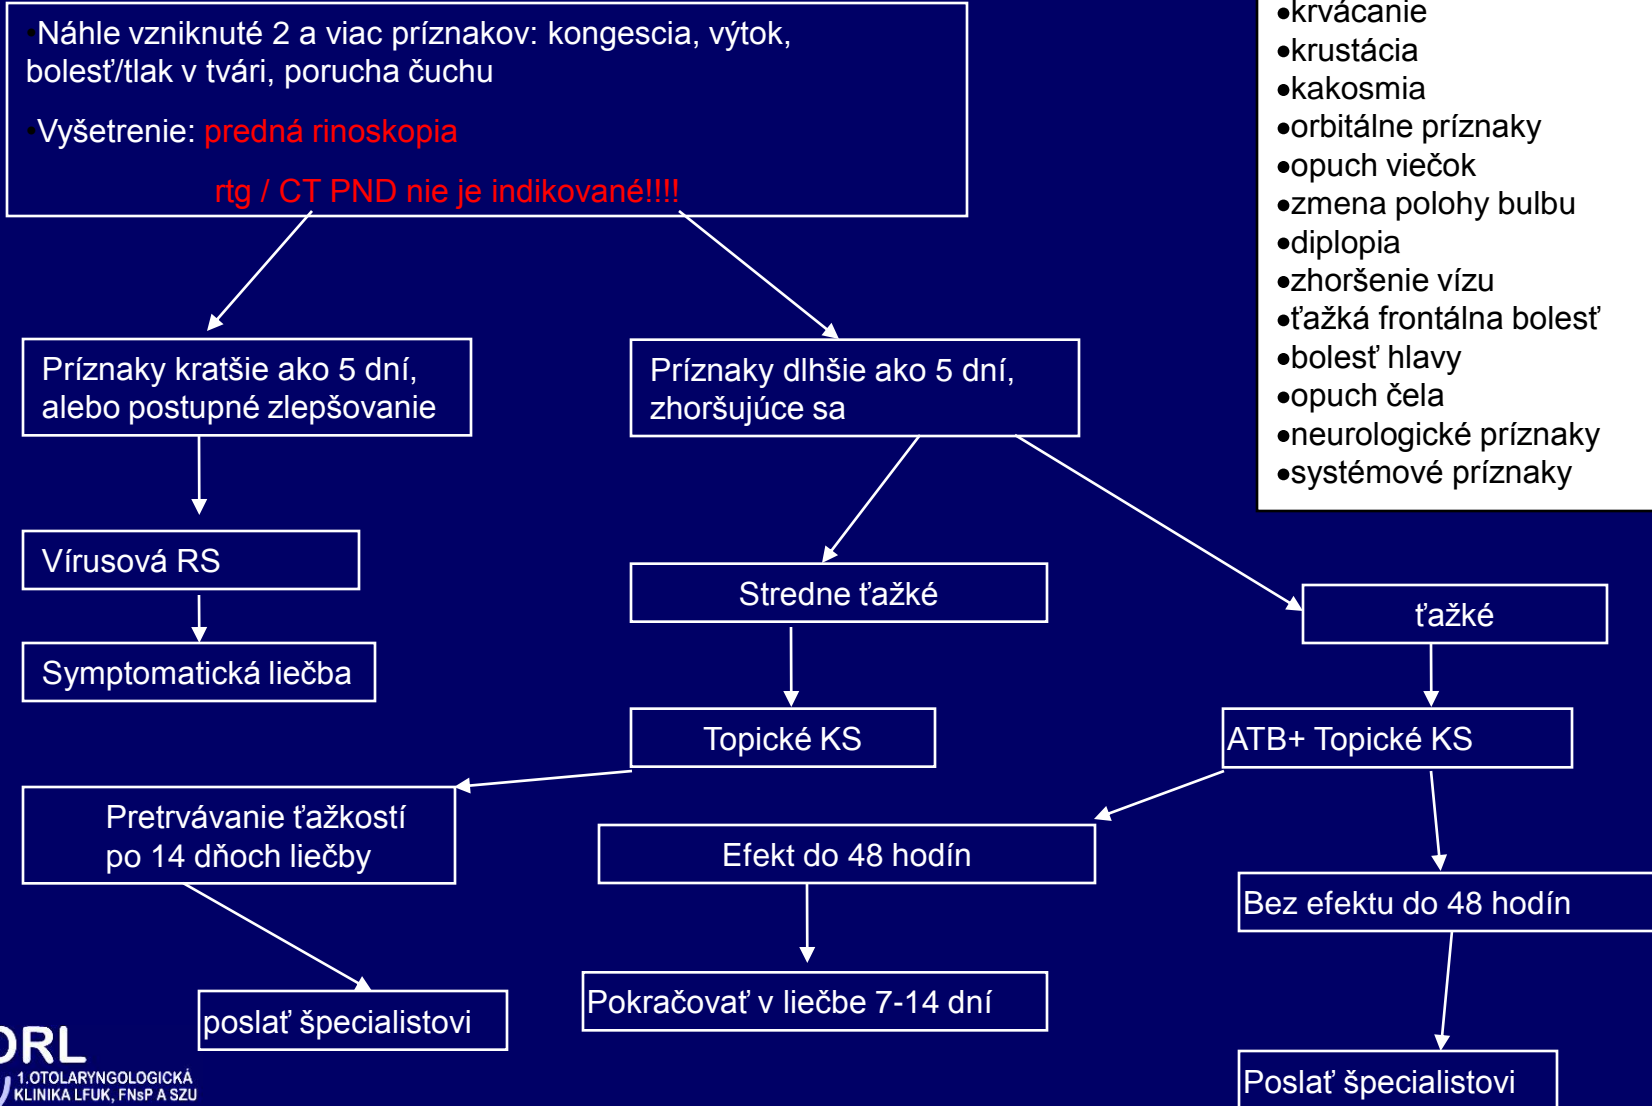 •Náhle vzniknuté 2 a viac príznakov: kongescia, výtok,
bolesť/tlak v tvári, porucha čuchu
•Vyšetrenie: predná rinoskopia
rtg / CT PND nie je indikované!!!!
•krvácanie
•krustácia
•kakosmia
•orbitálne príznaky
•opuch viečok
•zmena polohy bulbu
•diplopia
•zhoršenie vízu
•ťažká frontálna bolesť
•bolesť hlavy
•opuch čela
•neurologické príznaky
•systémové príznaky
Príznaky kratšie ako 5 dní,
alebo postupné zlepšovanie
Príznaky dlhšie ako 5 dní,
zhoršujúce sa
Vírusová RS
Stredne ťažké
ťažké
Symptomatická liečba
Topické KS
ATB+ Topické KS
Pretrvávanie ťažkostí
po 14 dňoch liečby
Efekt do 48 hodín
Bez efektu do 48 hodín
poslať špecialistovi
Pokračovať v liečbe 7-14 dní
Poslať špecialistovi
ORL
1.OTOLARYNGOLOGICKÁ
KLINIKA LFUK, FNsP A SZU